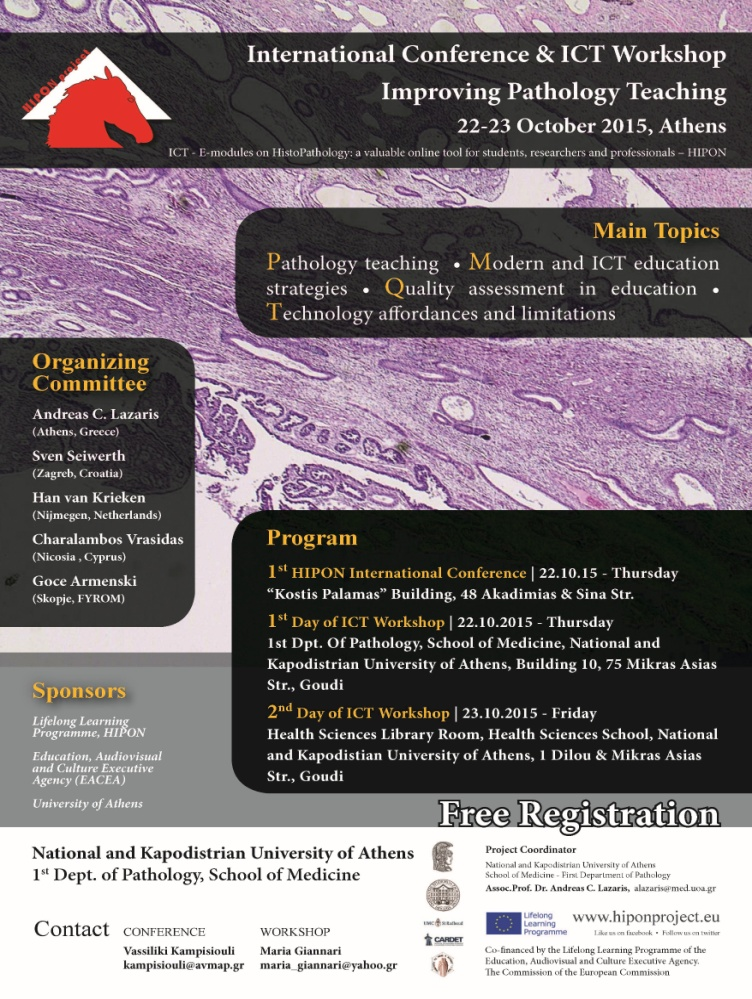 HIPON project
International Conference & ICT Workshop
Improving Pathology Teaching
22-23 October 2015, Athens
ICT - E-modules on HistoPathology: a valuable online tool for students, researchers and professionals – HIPON
Main Topics
Pathology teaching • Modern and ICT education
strategies • Quality assessment in education •
Technology affordances and limitations
Organizing
Committee
Andreas C. Lazaris
(Athens, Greece)
Sven Seiwerth
(Zagreb, Croatia)
Han van Krieken
(Nijmegen, Netherlands)
Charalambos Vrasidas
(Nicosia , Cyprus)
Goce Armenski
(Skopje, FYROM)
Program
1st HIPON International Conference | 22.10.15 - Thursday
“Kostis Palamas” Building, 48 Akadimias & Sina Str.
1st Day of ICT Workshop | 22.10.2015 - Thursday
1st Dpt. Of Pathology, School of Medicine, National and
Kapodistrian University of Athens, Building 10, 75 Mikras Asias
Str., Goudi
2nd Day of ICT Workshop | 23.10.2015 - Friday
Health Sciences Library Room, Health Sciences School, National
and Kapodistian University of Athens, 1 Dilou & Mikras Asias
Str., Goudi
Sponsors
Lifelong Learning
Programme, HIPON
Education, Audiovisual
and Culture Executive
Agency (EACEA)
University of Athens
Free Registration
National and Kapodistrian University of Athens
1st Dept. of Pathology, School of Medicine
Contact
CONFERENCE
Vassiliki Kampisiouli
kampisiouli@avmap.gr
WORKSHOP
Maria Giannari
maria_giannari@yahoo.gr
CARDET
Project Coordinator
National and Kapodistrian University of Athens
School of Medicine - First Department of Pathology
Assoc.Prof. Dr. Andreas C. Lazaris, alazaris@med.uoa.gr
Lifelong
Learning
Programme
www.hiponproject.eu
Like us on facebook • Follow us on twitter
Co-financed by the Lifelong Learning Programme of the
Education, Audiovisual and Culture Executive Agency.
The Commission of the European Commission